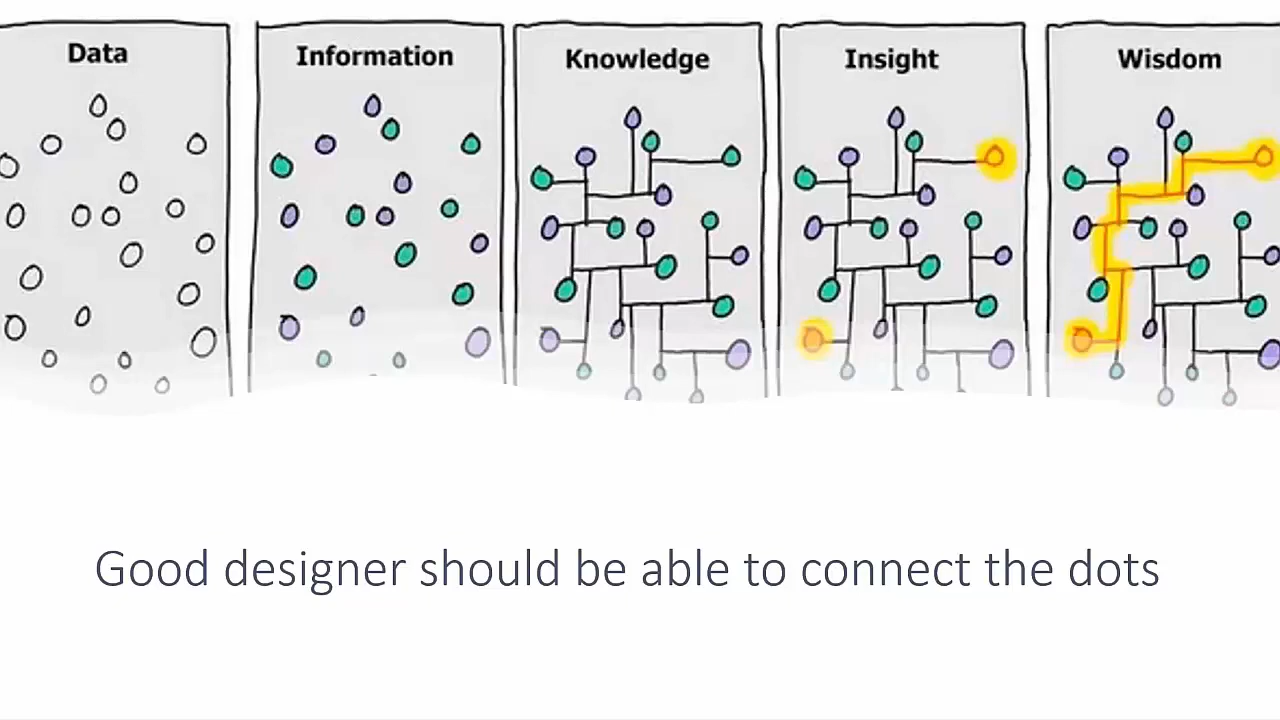 Data
Information
Knowledge
Insight
Wisdom
Good designer should be able to connect the dots